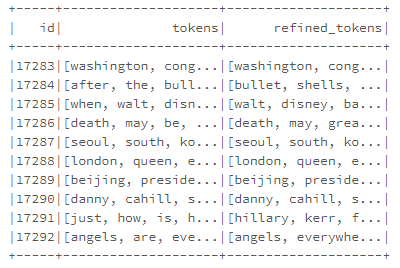 +-----+--------------------+--------------------+
|   id|              tokens|      refined_tokens|
+-----+--------------------+--------------------+
|17283|[washington, cong...|[washington, cong...|
|17284|[after, the, bull...|[bullet, shells, ...|
|17285|[when, walt, disn...|[walt, disney, ba...|
|17286|[death, may, be, ...|[death, may, grea...|
|17287|[seoul, south, ko...|[seoul, south, ko...|
|17288|[london, queen, e...|[london, queen, e...|
|17289|[beijing, preside...|[beijing, preside...|
|17290|[danny, cahill, s...|[danny, cahill, s...|
|17291|[just, how, is, h...|[hillary, kerr, f...|
|17292|[angels, are, eve...|[angels, everywhe...|
+-----+--------------------+--------------------+